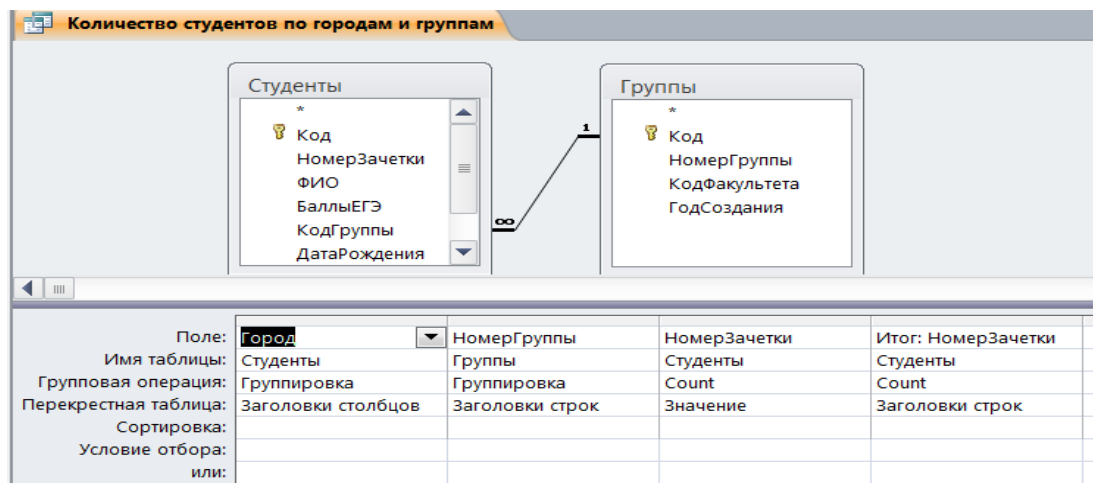 Количество студентов по городам и группам
Студенты
*
Код
НомерЗачетки
ФИО
БаллыЕГЭ
КодГруппы
ДатаРождения
1
∞
Группы
*
Код
НомерГруппы
КодФакультета
ГодСоздания
Поле: Город НомерГруппы НомерЗачетки Итог: НомерЗачетки
Имя таблицы: Студенты Группы Студенты Студенты
Групповая операция: Группировка Группировка Count Count
Перекрестная таблица: Заголовки столбцов Заголовки строк Значение Заголовки строк
Сортировка:
Условие отбора:
или: